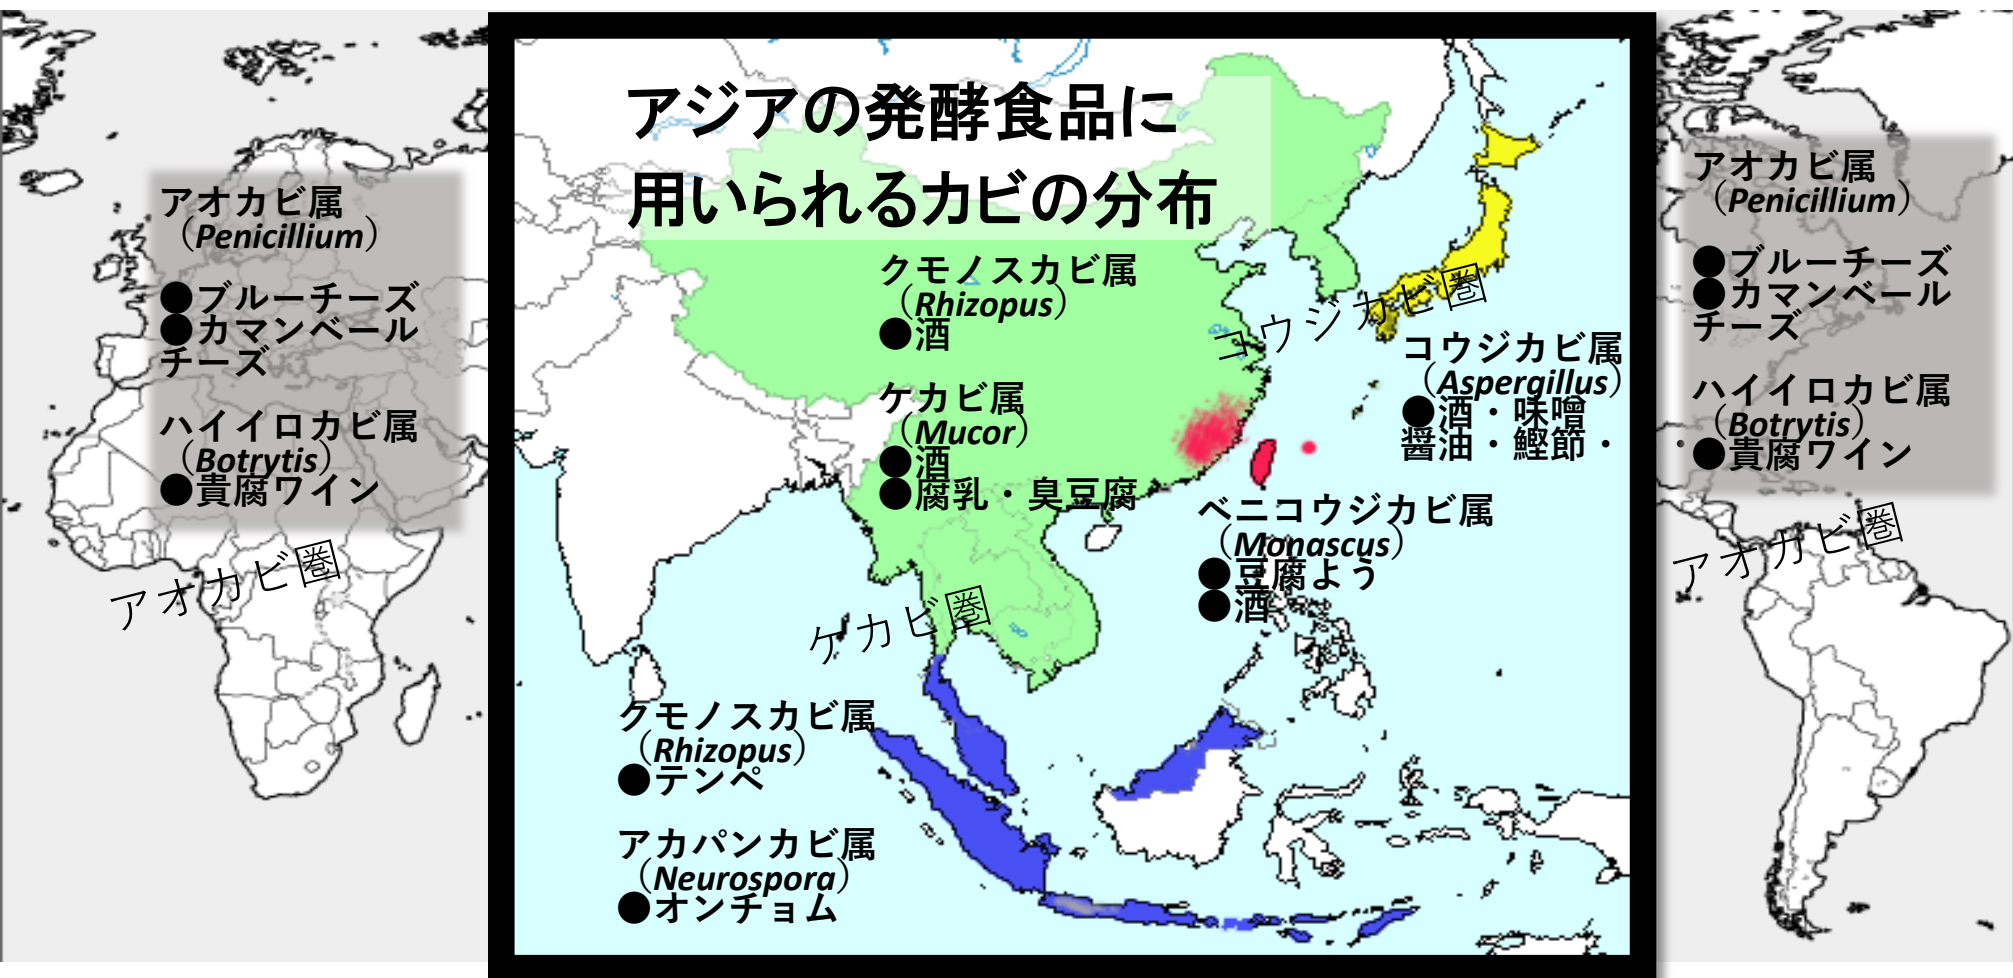 アジアの発酵食品に
用いられるカビの分布
アオカビ属
（Penicillium）
●ブルーチーズ
●カマンベール
チーズ
ハイイロカビ属
（Botrytis）
●貴腐ワイン
アオカビ圏
クモノスカビ属
（Rhizopus）
●酒
ケカビ属
（Mucor）
●酒
●腐乳・臭豆腐
ケカビ圏
コウジカビ圏
コウジカビ属
（Aspergillus）
●酒・味噌
醤油・鰹節・
ベニコウジカビ属
（Monascus）
●豆腐よう
●酒
クモノスカビ属
（Rhizopus）
●テンペ
アカパンカビ属
（Neurospora）
●オンチョム
アオカビ属
（Penicillium）
●ブルーチーズ
●カマンベール
チーズ
ハイイロカビ属
（Botrytis）
●貴腐ワイン
アオカビ圏